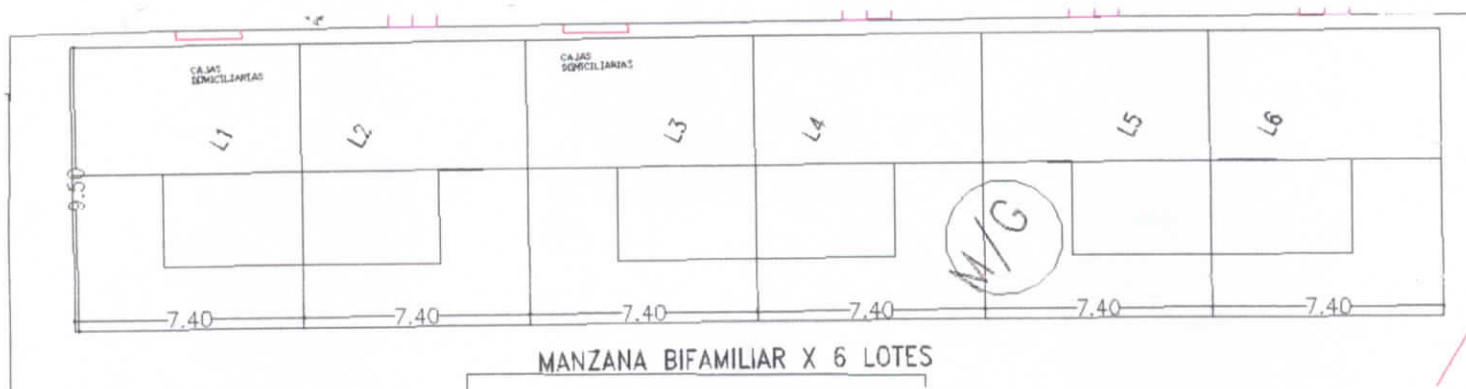 CAJAS
DOMICILIARIAS
CAJAS
DOMICILIARIAS
L1
L2
L3
L4
L5
L6
9.50
M/G
7.40
7.40
7.40
7.40
7.40
7.40
MANZANA BIFAMILIAR X 6 LOTES